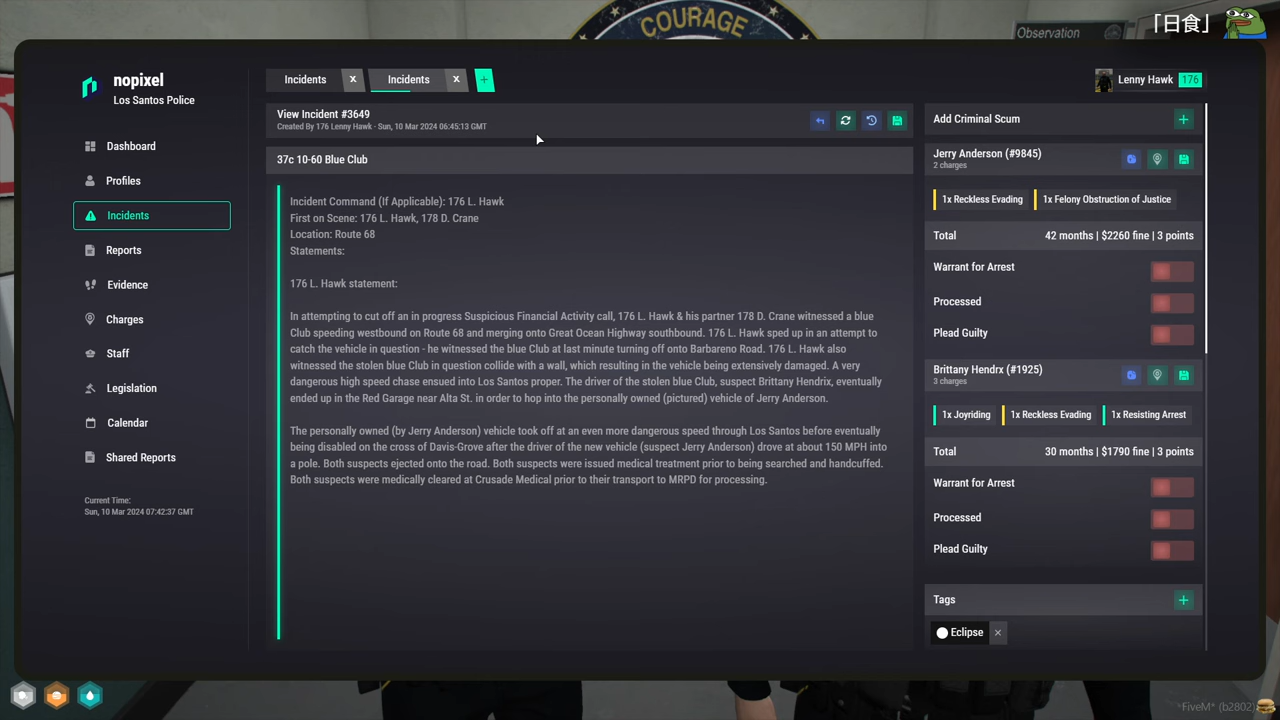 COURAGE
Observation
「日食」
nopixel
Los Santos Police
Dashboard
Profiles
Incidents
Reports
Evidence
Charges
Staff
Legislation
Calendar
Shared Reports
Current Time:
Sun, 10 Mar 2024 07:42:37 GMT
Incidents x Incidents x +
Lenny Hawk 176
View Incident #3649
Created By 176 Lenny Hawk - Sun, 10 Mar 2024 06:45:13 GMT
37c 10-60 Blue Club
Incident Command (If Applicable): 176 L. Hawk
First on Scene: 176 L. Hawk, 178 D. Crane
Location: Route 68
Statements:
176 L. Hawk statement:
In attempting to cut off an in progress Suspicious Financial Activity call, 176 L. Hawk & his partner 178 D. Crane witnessed a blue
Club speeding westbound on Route 68 and merging onto Great Ocean Highway southbound. 176 L. Hawk sped up in an attempt to
catch the vehicle in question - he witnessed the blue Club at last minute turning off onto Barbareno Road. 176 L. Hawk also
witnessed the stolen blue Club in question collide with a wall, which resulting in the vehicle being extensively damaged. A very
dangerous high speed chase ensued into Los Santos proper. The driver of the stolen blue Club, suspect Brittany Hendrix, eventually
ended up in the Red Garage near Alta St. in order to hop into the personally owned (pictured) vehicle of Jerry Anderson.
The personally owned (by Jerry Anderson) vehicle took off at an even more dangerous speed through Los Santos before eventually
being disabled on the cross of Davis-Grove after the driver of the new vehicle (suspect Jerry Anderson) drove at about 150 MPH into
a pole. Both suspects ejected onto the road. Both suspects were issued medical treatment prior to being searched and handcuffed.
Both suspects were medically cleared at Crusade Medical prior to their transport to MRPD for processing.
Add Criminal Scum +
Jerry Anderson (#9845)
2 charges
1x Reckless Evading 1x Felony Obstruction of Justice
Total 42 months | $2260 fine | 3 points
Warrant for Arrest
Processed
Plead Guilty
Brittany Hendrx (#1925)
3 charges
1x Joyriding 1x Reckless Evading 1x Resisting Arrest
Total 30 months | $1790 fine | 3 points
Warrant for Arrest
Processed
Plead Guilty
Tags +
Eclipse x
*FiveM* (b2802)